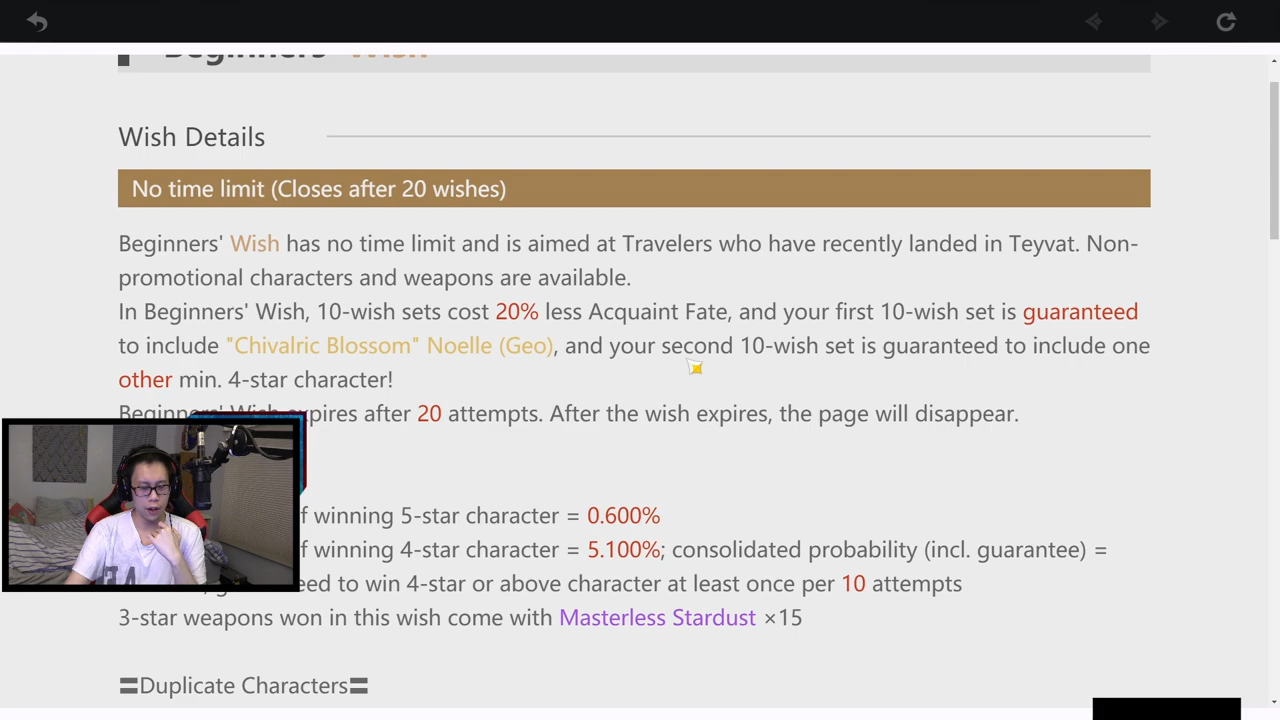 Beginners' Wish
Wish Details
No time limit (Closes after 20 wishes)
Beginners' Wish has no time limit and is aimed at Travelers who have recently landed in Teyvat. Non-
promotional characters and weapons are available.
In Beginners' Wish, 10-wish sets cost 20% less Acquaint Fate, and your first 10-wish set is guaranteed
to include "Chivalric Blossom" Noelle (Geo), and your second 10-wish set is guaranteed to include one
other min. 4-star character!
Beginners' Wish expires after 20 attempts. After the wish expires, the page will disappear.
f winning 5-star character = 0.600%
f winning 4-star character = 5.100%; consolidated probability (incl. guarantee) =
eed to win 4-star or above character at least once per 10 attempts
3-star weapons won in this wish come with Masterless Stardust ×15
〓Duplicate Characters〓